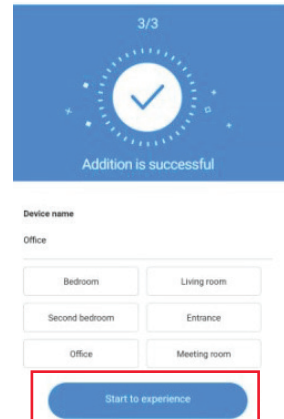 3/3
Addition is successful
Device name
Office
Bedroom Living room
Second bedroom Entrance
Office Meeting room
Start to experience